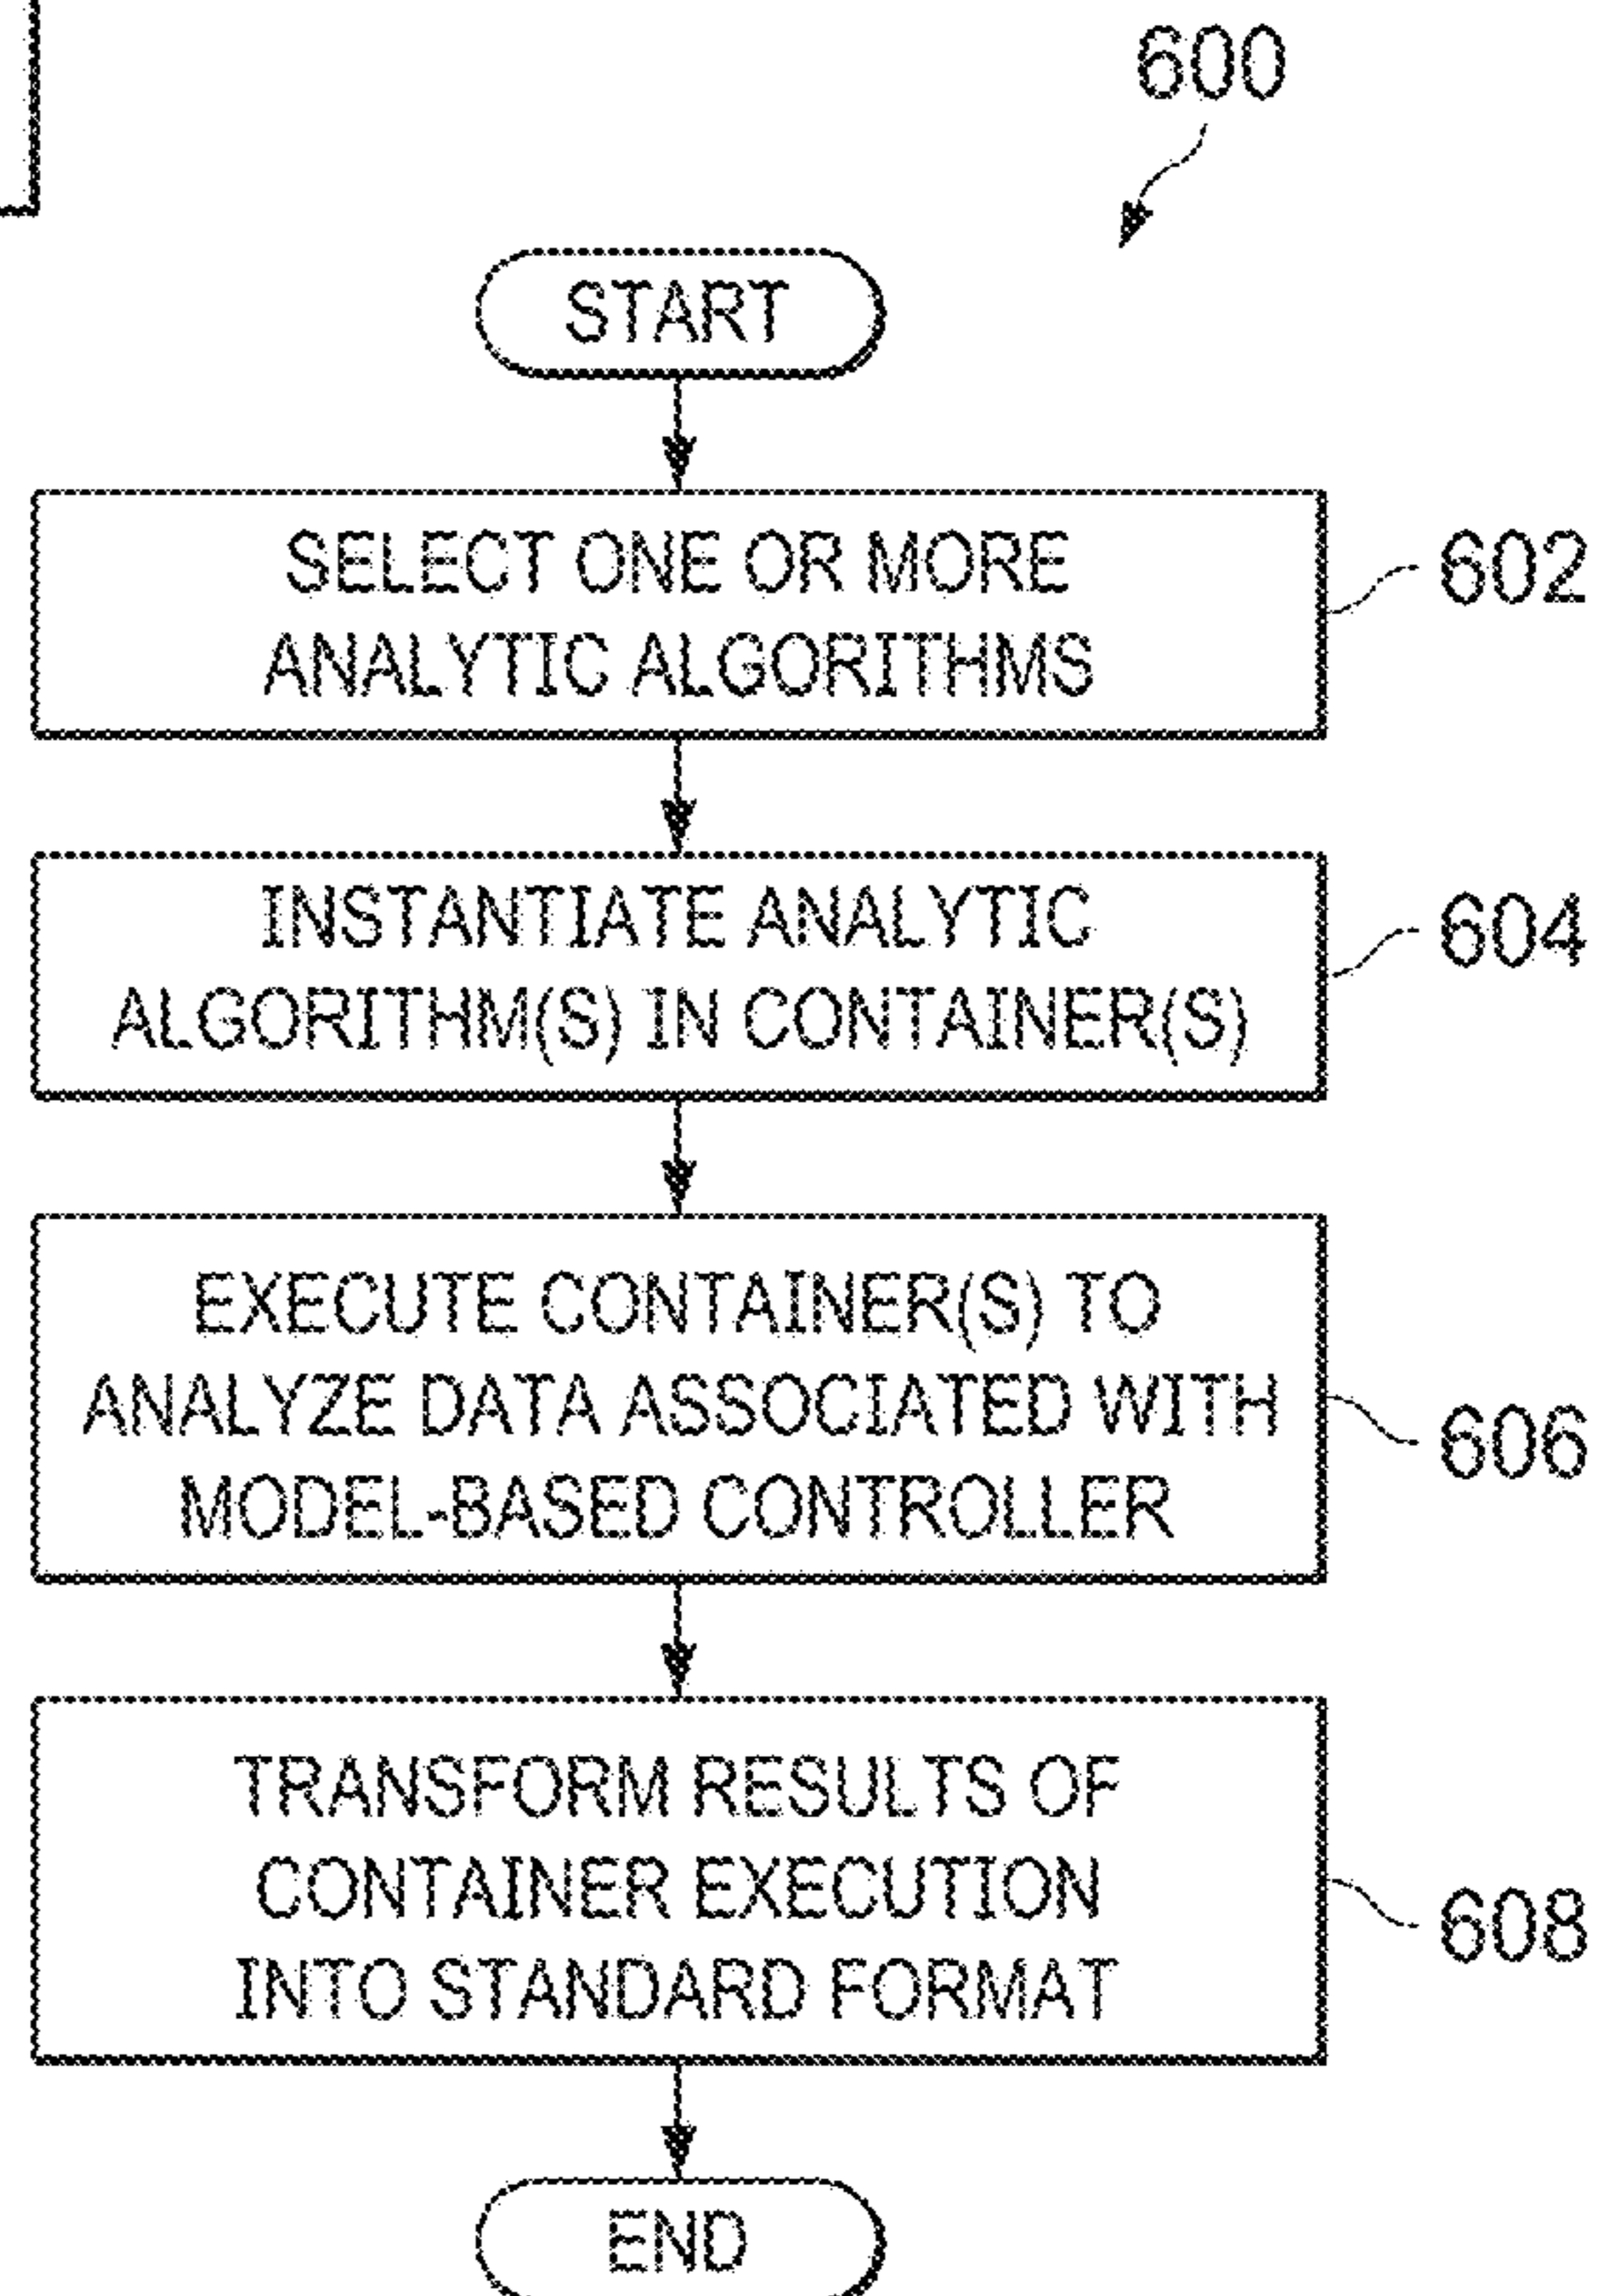 600
START
SELECT ONE OR MORE
ANALYTIC ALGORITHMS
602
INSTANTIATE ANALYTIC
ALGORITHM(S) IN CONTAINER(S)
604
EXECUTE CONTAINER(S) TO
ANALYZE DATA ASSOCIATED WITH
MODEL-BASED CONTROLLER
606
TRANSFORM RESULTS OF
CONTAINER EXECUTION
INTO STANDARD FORMAT
608
END